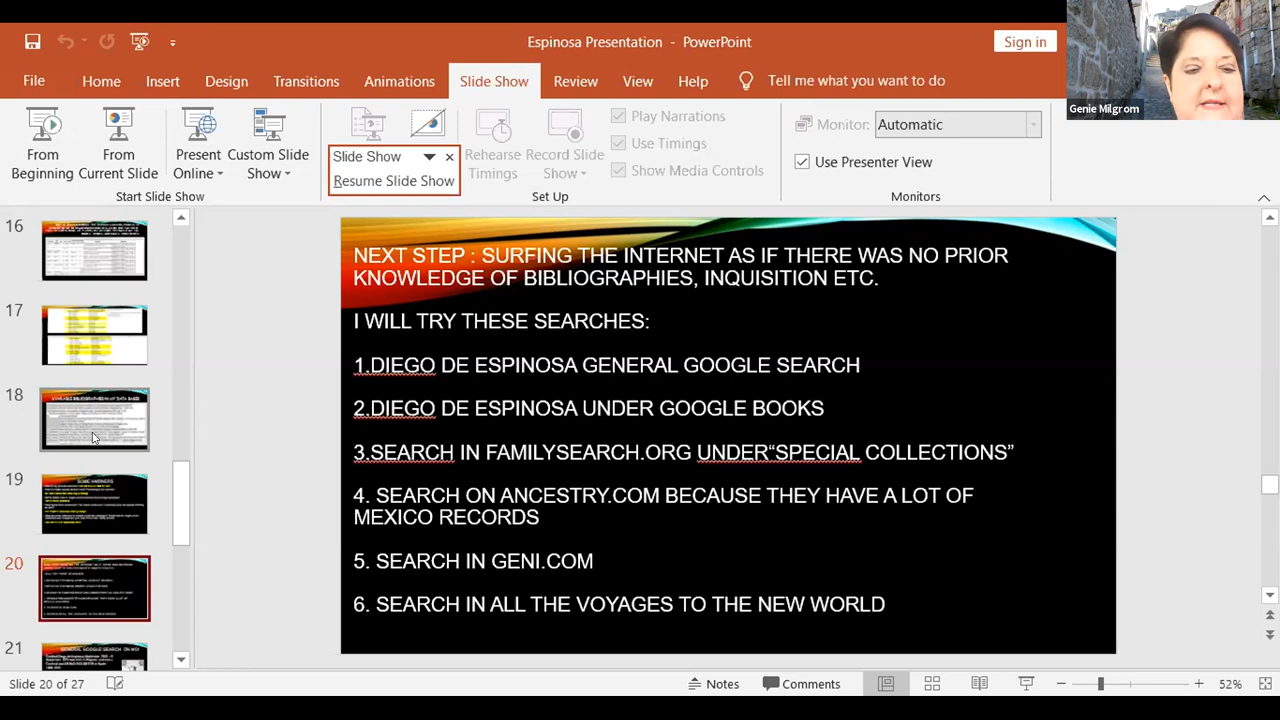 Espinosa Presentation - PowerPoint
Sign in
Genie Milgrom
File
Home
Insert
Design
Transitions
Animations
Slide Show
Review
View
Help
Tell me what you want to do
From
Beginning
From
Current Slide
Present
Online
Custom Slide
Show
Start Slide Show
Slide Show
Resume Slide Show
Rehearse
Timings
Record Slide
Show
Set Up
Play Narrations
Use Timings
Show Media Controls
Monitor:
Automatic
Use Presenter View
Monitors
16
17
18
19
SOME ANSWERS
20
21
NEXT STEP : SURFING THE INTERNET AS IF THERE WAS NO PRIOR
KNOWLEDGE OF BIBLIOGRAPHIES, INQUISITION ETC.
I WILL TRY THESE SEARCHES:
1.DIEGO DE ESPINOSA GENERAL GOOGLE SEARCH
2.DIEGO DE ESPINOSA UNDER GOOGLE BOOKS
3.SEARCH IN FAMILYSEARCH.ORG UNDER“SPECIAL COLLECTIONS”
4. SEARCH ON ANCESTRY.COM BECAUSE THEY HAVE A LOT OF
MEXICO RECORDS
5. SEARCH IN GENI.COM
6. SEARCH IN ALL THE VOYAGES TO THE NEW WORLD
Slide 20 of 27
Notes
Comments
52%